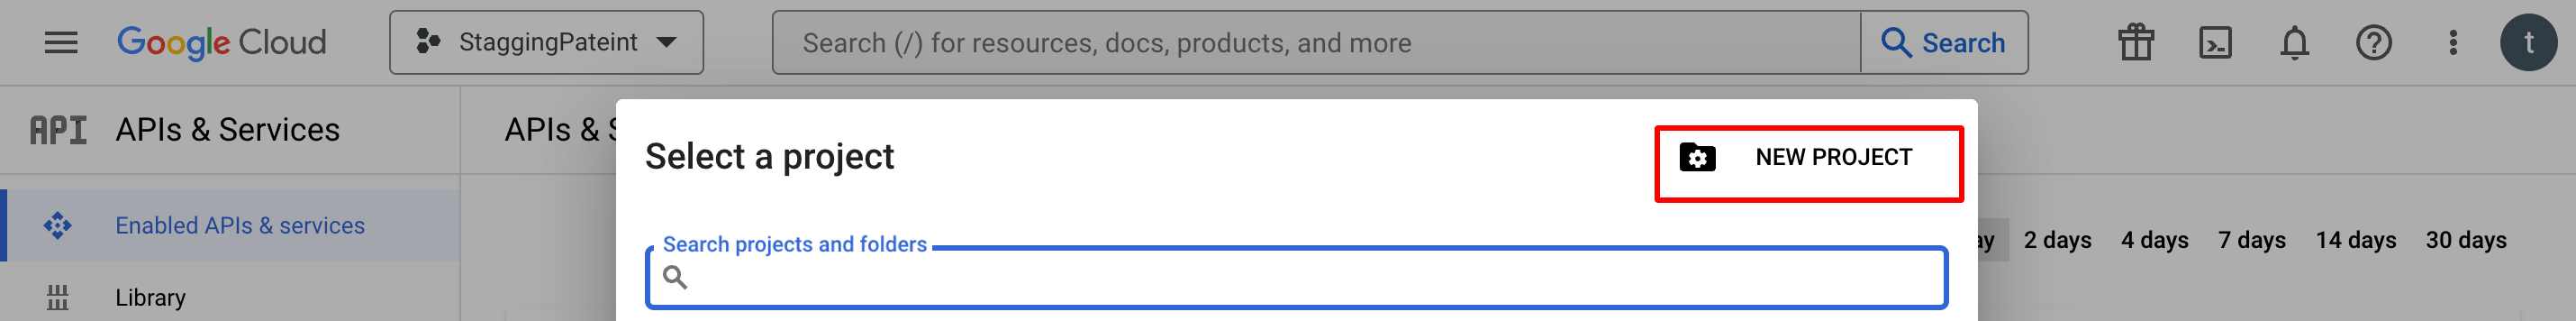 Google Cloud
StaggingPateint
Search (/) for resources, docs, products, and more
Search
t
API
APIs & Services
APIs & S
Select a project
NEW PROJECT
Enabled APIs & services
Search projects and folders
ay
2 days
4 days
7 days
14 days
30 days
Library